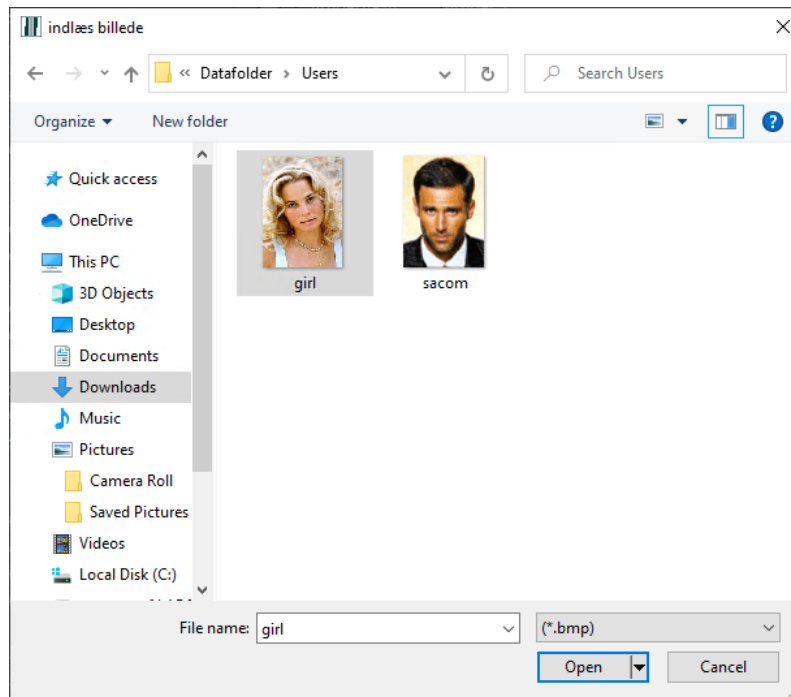 indlæs billede
« Datafolder › Users
Search Users
Organize
New folder
Quick access
OneDrive
This PC
3D Objects
Desktop
Documents
Downloads
Music
Pictures
Camera Roll
Saved Pictures
Videos
Local Disk (C:)
girl
sacom
File name: girl
(*.bmp)
Open
Cancel